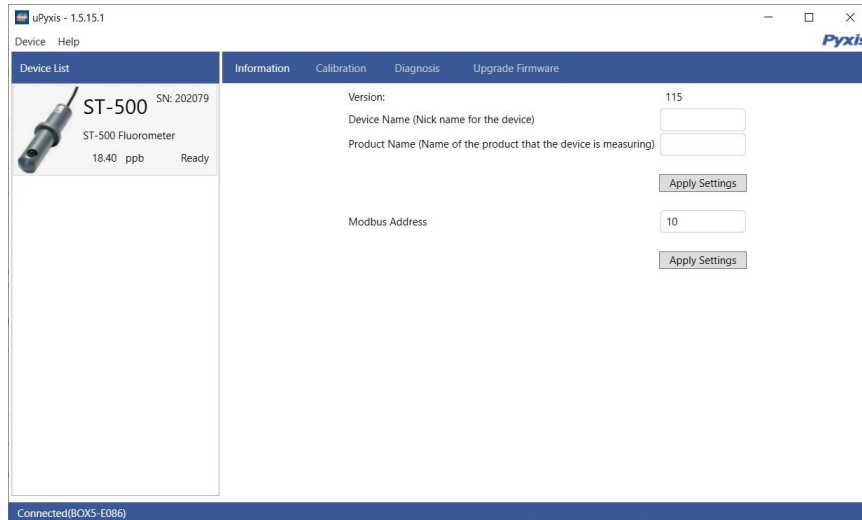 uPyxis - 1.5.15.1
Device Help
Pyxis
Device List
Information Calibration Diagnosis Upgrade Firmware
ST-500 SN: 202079
ST-500 Fluorometer
18.40 ppb Ready
Version: 115
Device Name (Nick name for the device)
Product Name (Name of the product that the device is measuring)
Apply Settings
Modbus Address 10
Apply Settings
Connected(BOX5-E086)